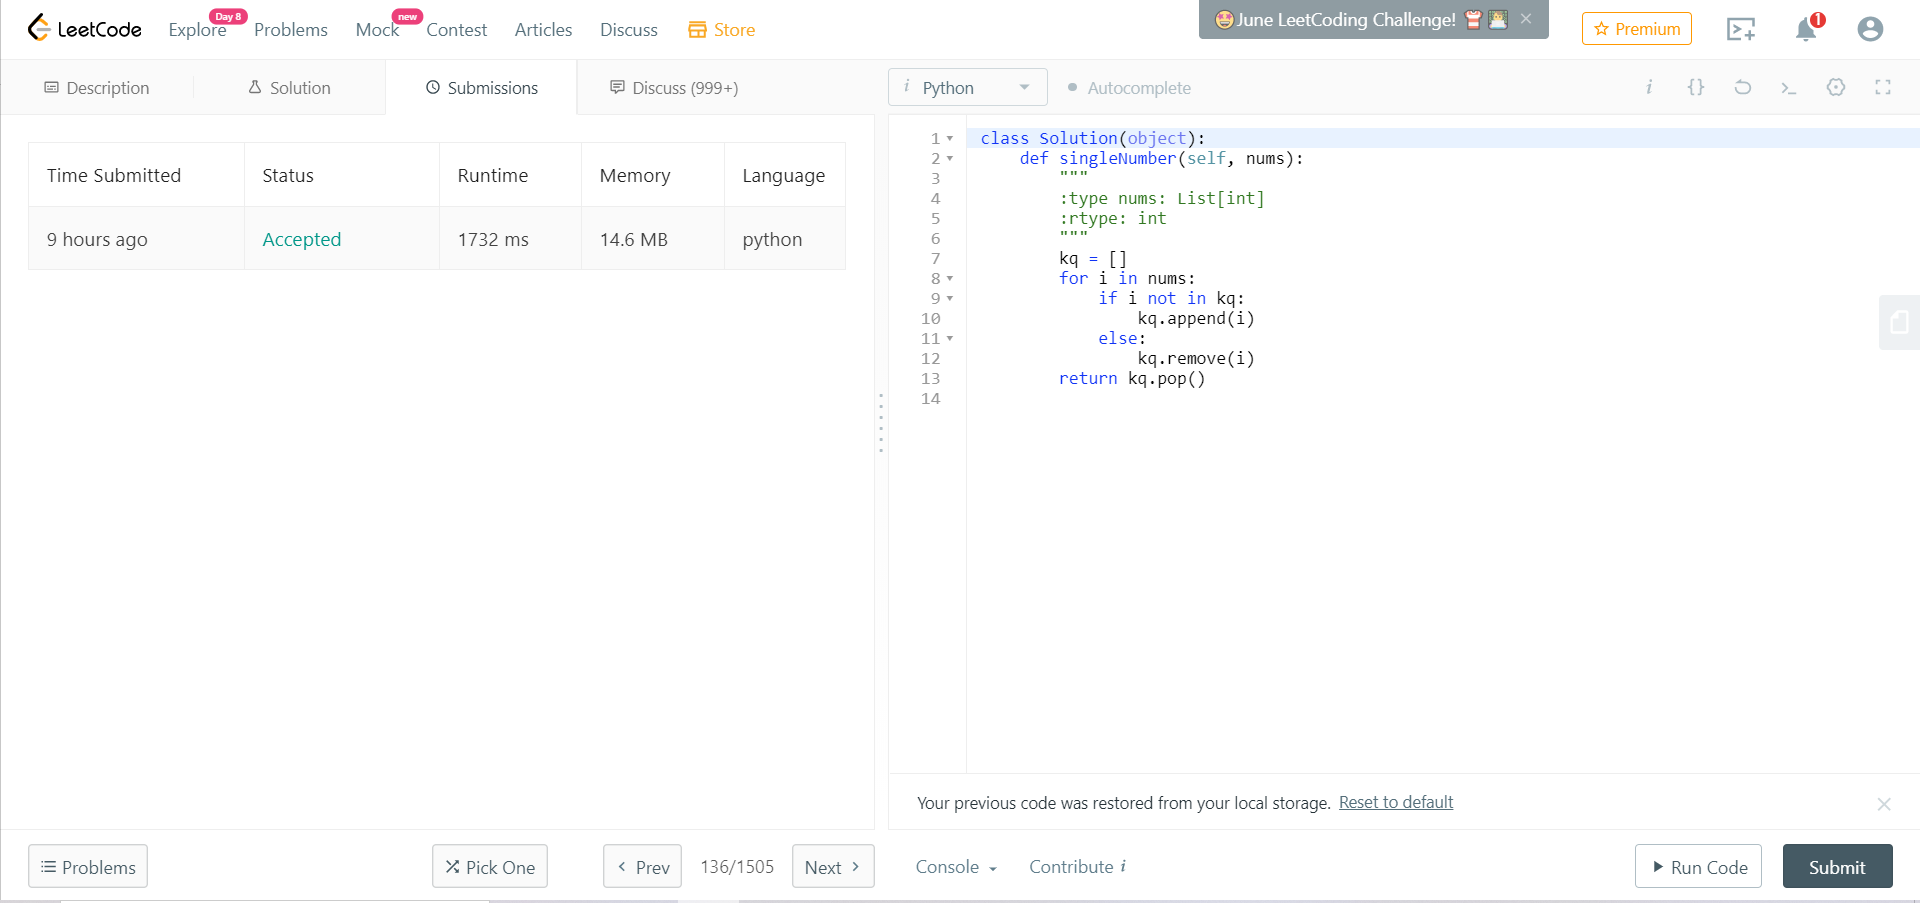 LeetCode
Explore Day 8 Problems Mock new Contest Articles Discuss Store
🤩June LeetCoding Challenge!
Premium
1
Description Solution Submissions Discuss (999+)
i Python Autocomplete
i {}
Time Submitted Status Runtime Memory Language
9 hours ago Accepted 1732 ms 14.6 MB python
1 class Solution(object):
2     def singleNumber(self, nums):
3         """
4         :type nums: List[int]
5         :rtype: int
6         """
7         kq = []
8         for i in nums:
9             if i not in kq:
10                 kq.append(i)
11             else:
12                 kq.remove(i)
13         return kq.pop()
14
Your previous code was restored from your local storage. Reset to default
Problems Pick One Prev 136/1505 Next Console Contribute i Run Code Submit